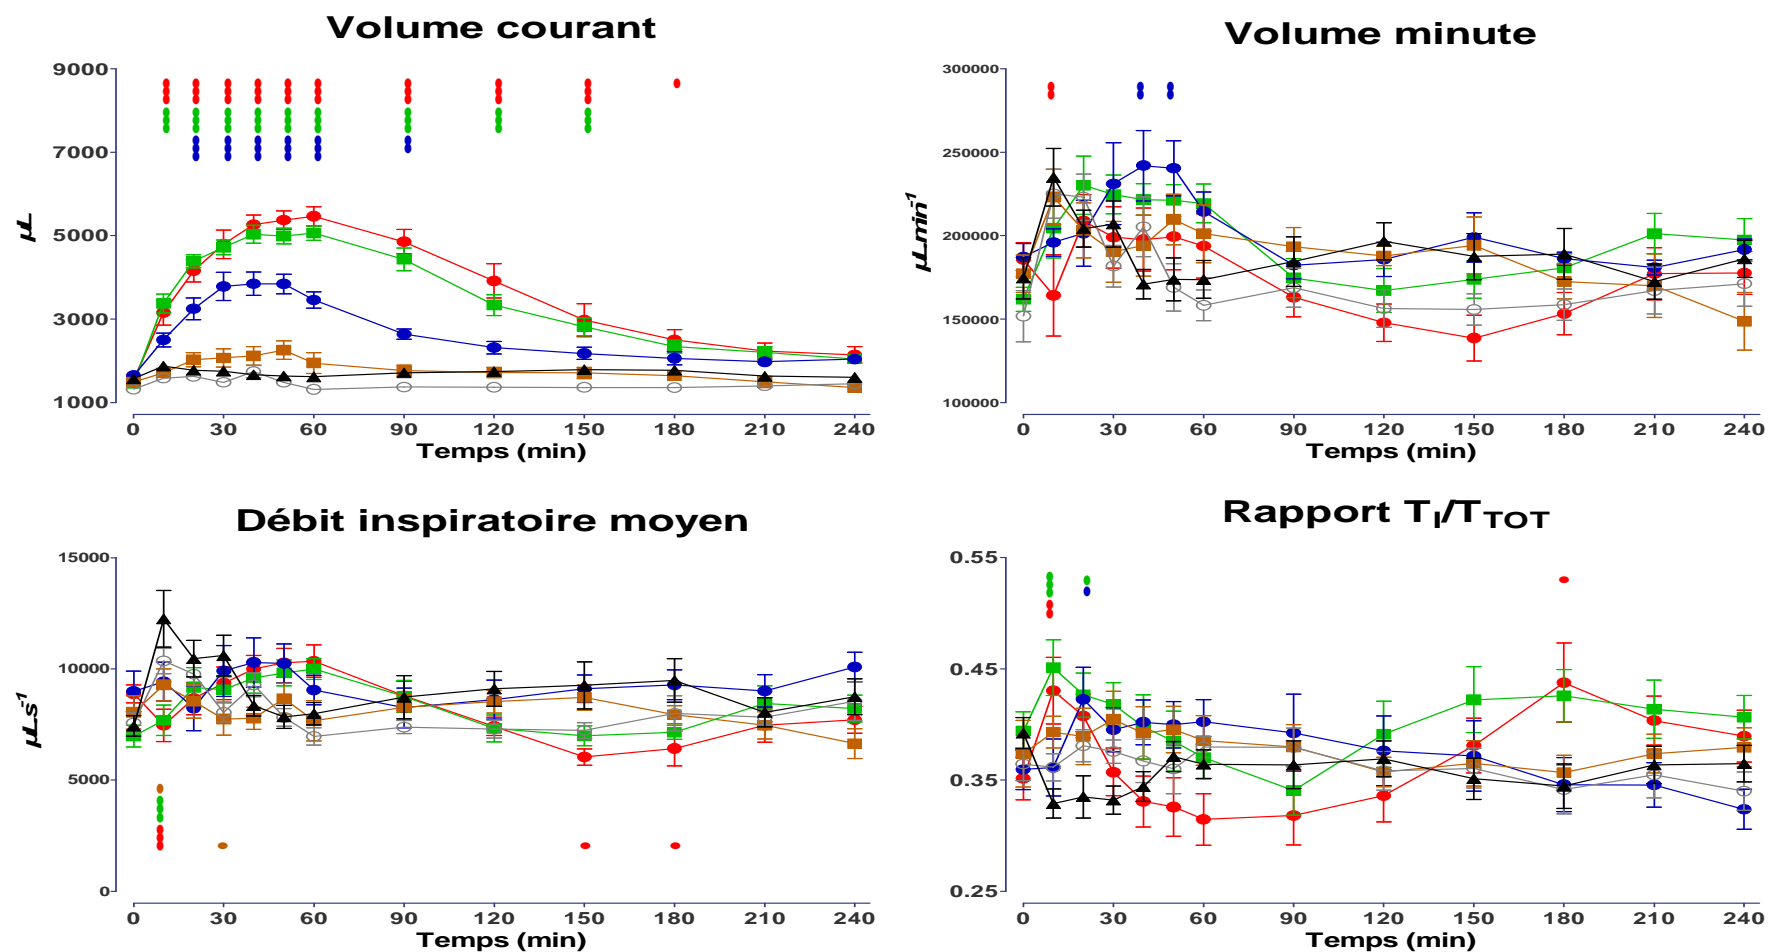 Volume courant
µL
9000
7000
5000
3000
1000
0 30 60 90 120 150 180 210 240
Temps (min)
Volume minute
µL.min⁻¹
300000
250000
200000
150000
100000
0 30 60 90 120 150 180 210 240
Temps (min)
Débit inspiratoire moyen
µL.s⁻¹
15000
10000
5000
0
0 30 60 90 120 150 180 210 240
Temps (min)
Rapport T_I/T_TOT
0.55
0.45
0.35
0.25
0 30 60 90 120 150 180 210 240
Temps (min)